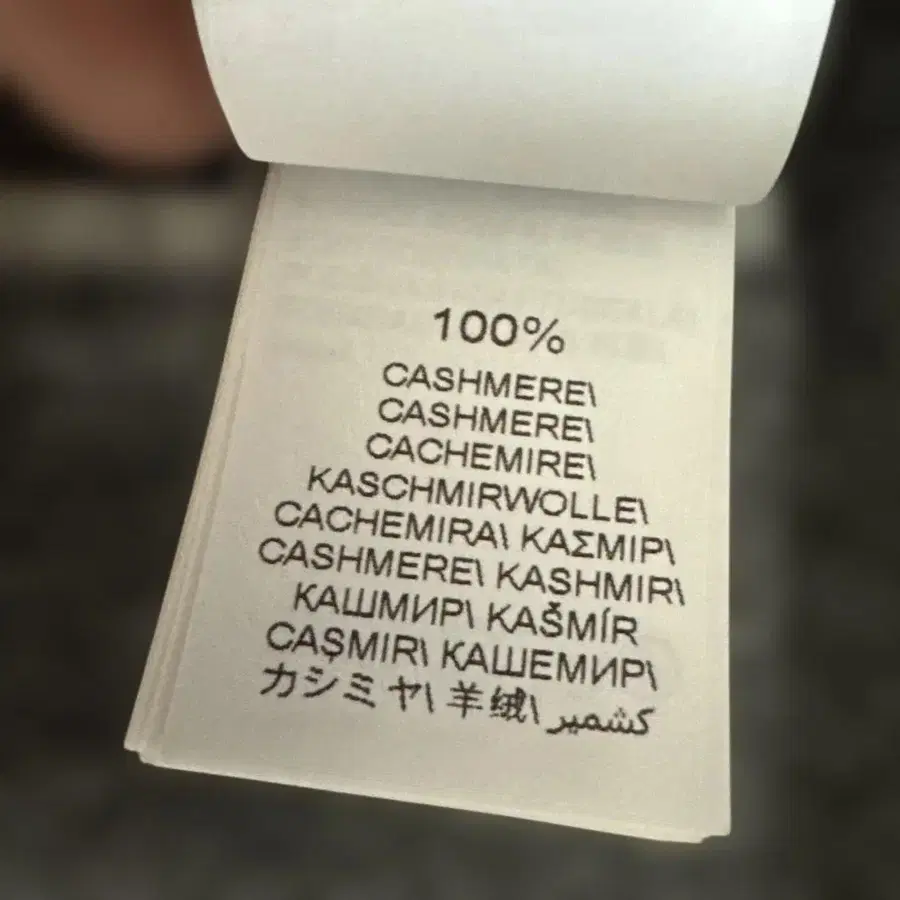 100%
CASHMERE\
CASHMERE\
CACHEMIRE\
KASCHMIRWOLLE\
CACHEMIRA\ ΚΑΣΜΙΡ\
CASHMERE\ KASHMIR\
КАШМИР\ KAŠMÍR
CAŞMIR\ КАШЕМИР\
カシミヤ\ 羊绒\ كشمير